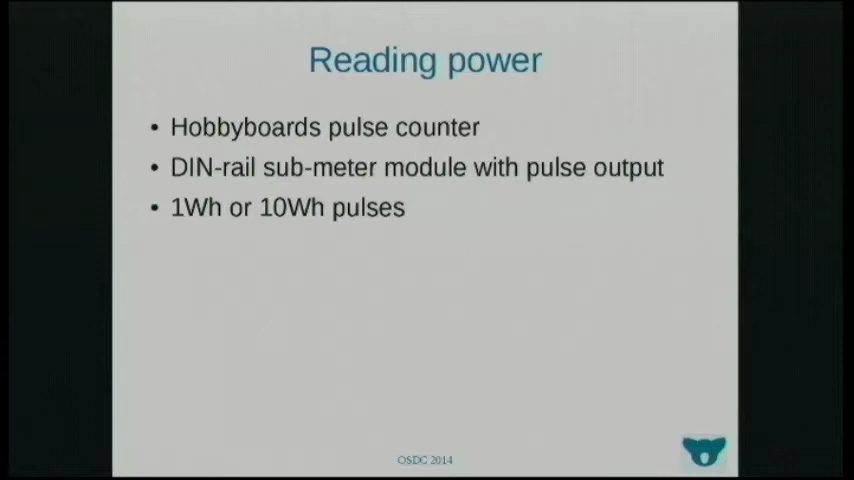 Reading power
• Hobbyboards pulse counter
• DIN-rail sub-meter module with pulse output
• 1Wh or 10Wh pulses
OSDC 2014